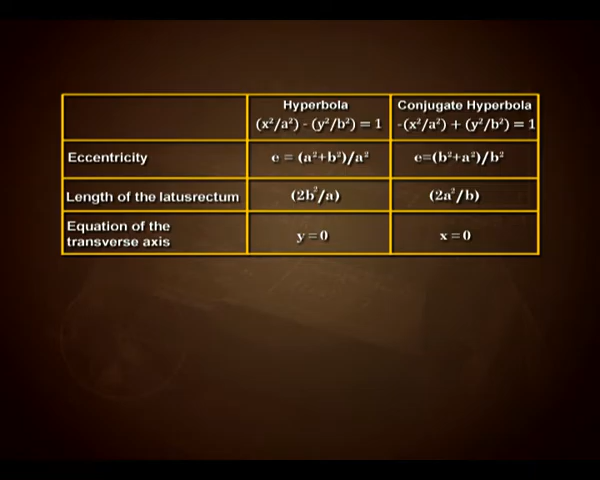 Hyperbola
(x²/a²) - (y²/b²) = 1
Conjugate Hyperbola
-(x²/a²) + (y²/b²) = 1
Eccentricity
e = (a²+b²)/a²
e=(b²+a²)/b²
Length of the latusrectum
(2b²/a)
(2a²/b)
Equation of the
transverse axis
y = 0
x = 0